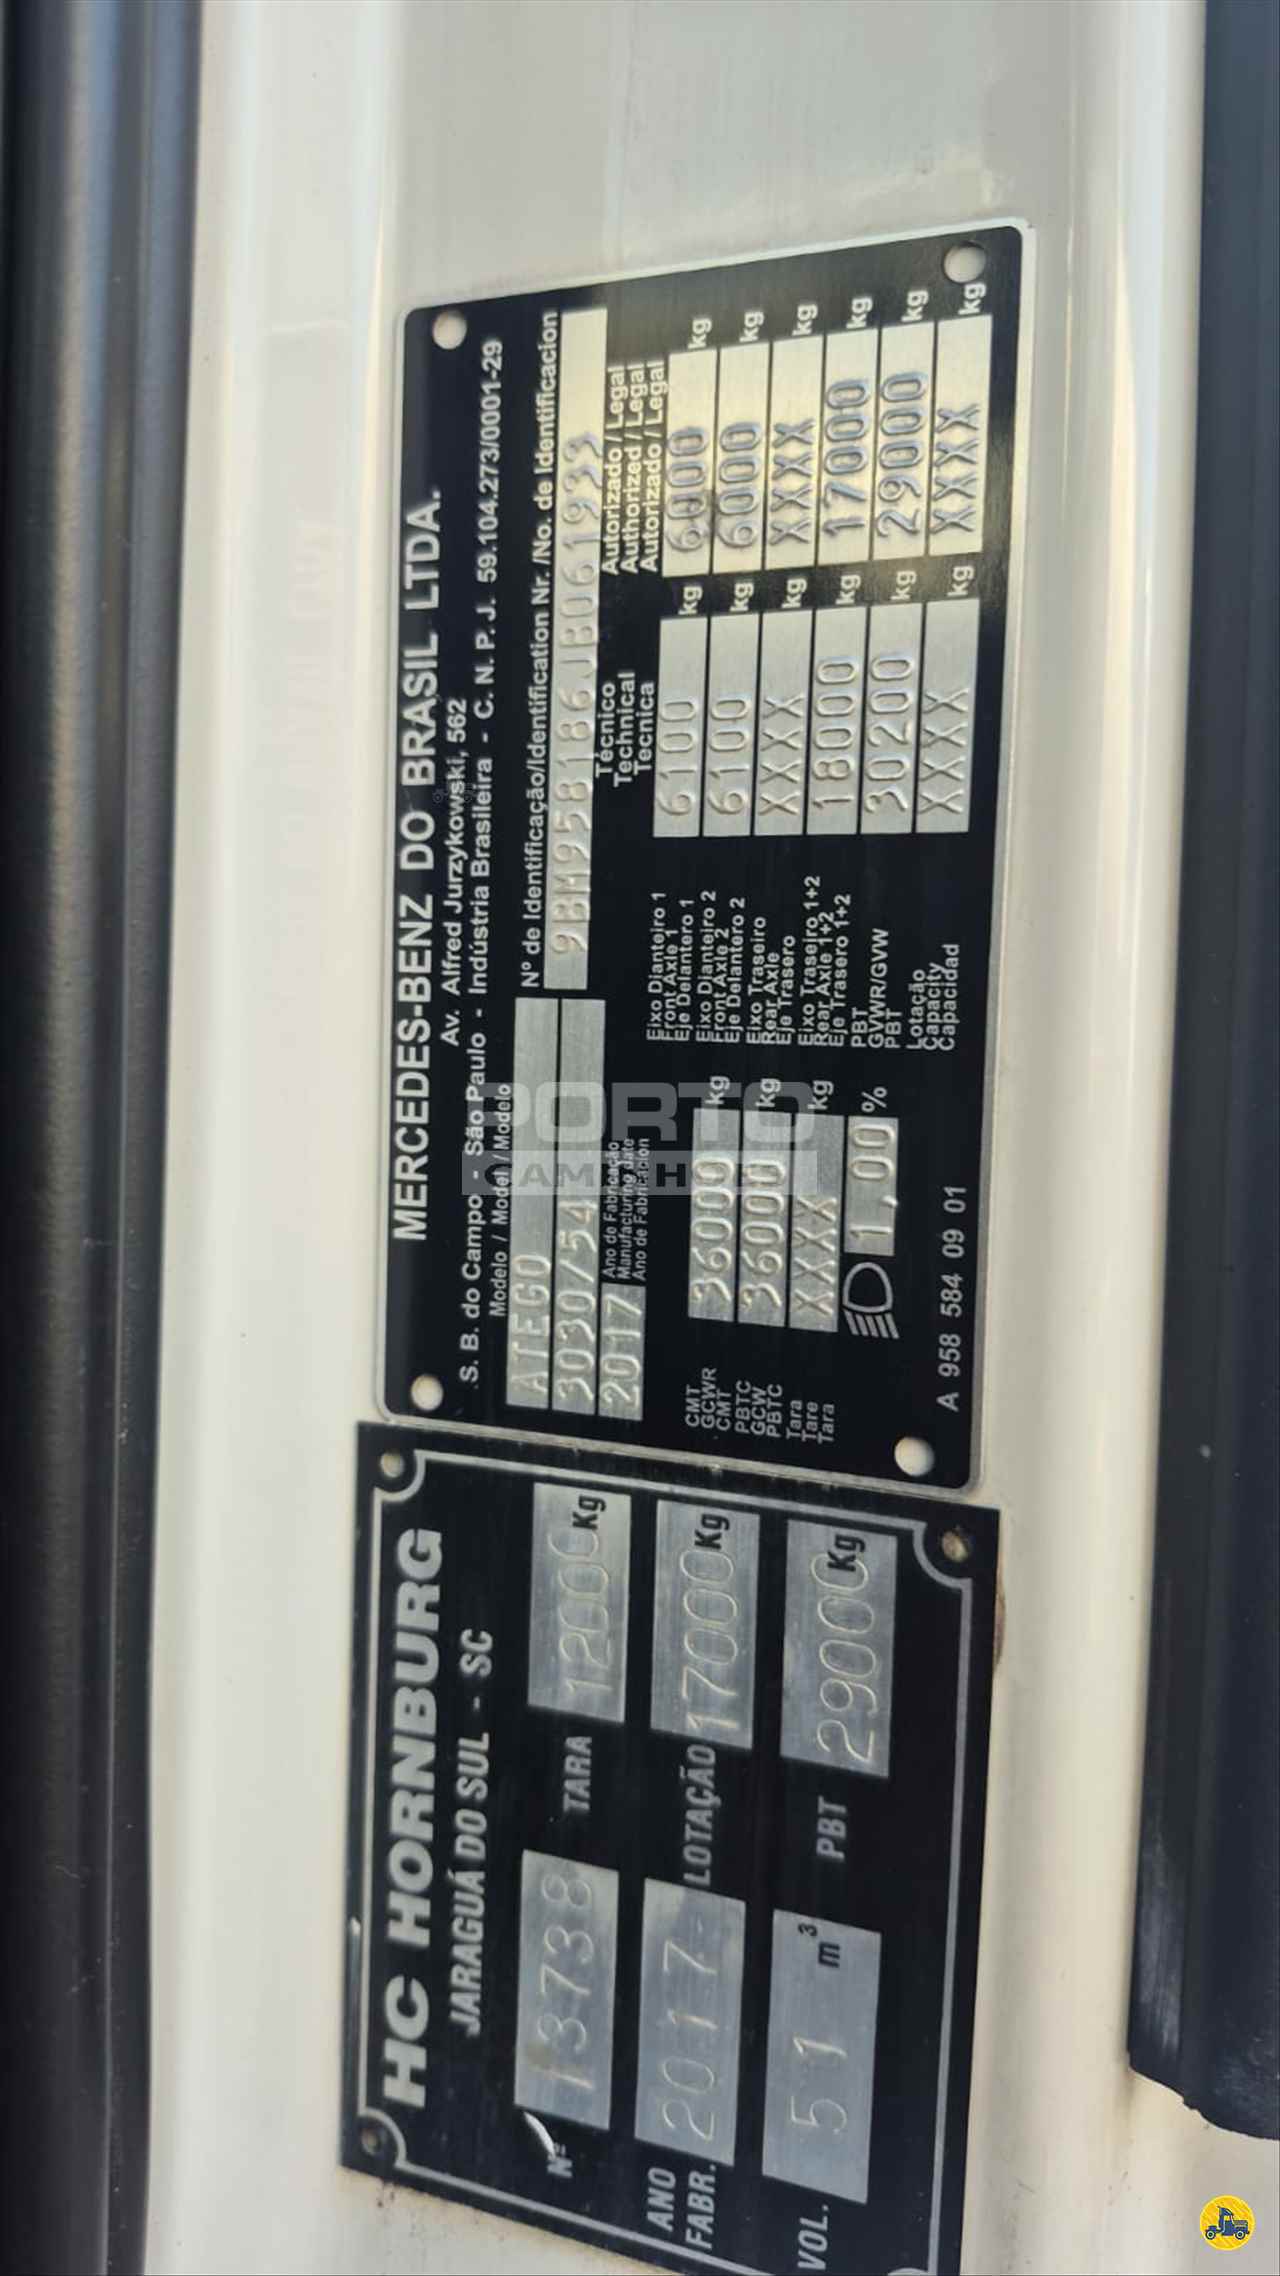 MERCEDES-BENZ DO BRASIL LTDA.
Av. Alfred Jurzykowski, 562
S. B. do Campo - São Paulo - Indústria Brasileira - C. N. P. J. 59.104.273/0001-29
Modelo / Model / Modelo
Nº de Identificação/Identification Nr. /No. de Identificacion
ATEGO
9BM958186JB061933
3030/54
2017
Ano de Fabricação
Manufacturing date
Ano de Fabricacion
Técnico
Technical
Tecnica
Autorizado / Legal
Authorized / Legal
Autorizado / Legal
CMT
GCWR
CMT
36000 kg
PBTC
GCW
PBTC
36000 kg
Tara
Tare
Tara
XXXX kg
1,00 %
Eixo Dianteiro 1
Front Axle 1
Eje Delantero 1
6100 kg 6000 kg
Eixo Dianteiro 2
Front Axle 2
Eje Delantero 2
6100 kg 6000 kg
Eixo Traseiro
Rear Axle
Eje Trasero
XXXX kg XXXX kg
Eixo Traseiro 1+2
Rear Axle 1+2
Eje Trasero 1+2
18000 kg 17000 kg
PBT
GVWR/GVW
PBT
30200 kg 29000 kg
Lotação
Capacity
Capacidad
XXXX kg XXXX kg
A 958 584 09 01
PORTO
CAMINHÕES
HC HORNBURG
JARAGUÁ DO SUL - SC
Nº 13738 TARA 1200 Kg
ANO FABR. 2017 LOTAÇÃO 17000 Kg
VOL. 51 m³ PBT 29000 Kg